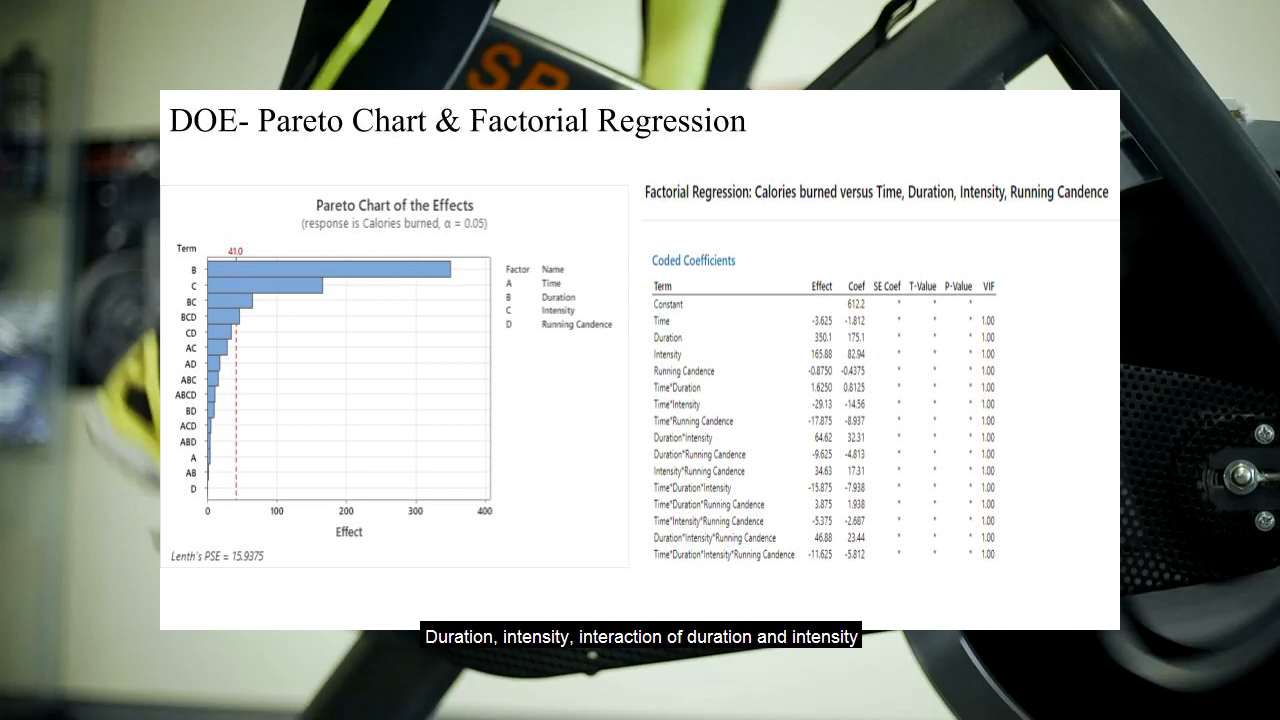 SP
DOE- Pareto Chart & Factorial Regression
Pareto Chart of the Effects
(response is Calories burned, α = 0.05)
Term
41.0
B
C
BC
BCD
CD
AC
AD
ABC
ABCD
BD
ACD
ABD
A
AB
D
0 100 200 300 400
Effect
Lenth's PSE = 15.9375
Factor Name
A Time
B Duration
C Intensity
D Running Candence
Factorial Regression: Calories burned versus Time, Duration, Intensity, Running Candence
Coded Coefficients
Term Effect Coef SE Coef T-Value P-Value VIF
Constant 612.2 * * *
Time -3.625 -1.812 * * * 1.00
Duration 350.1 175.1 * * * 1.00
Intensity 165.88 82.94 * * * 1.00
Running Candence -0.8750 -0.4375 * * * 1.00
Time*Duration 1.6250 0.8125 * * * 1.00
Time*Intensity -29.13 -14.56 * * * 1.00
Time*Running Candence -17.875 -8.937 * * * 1.00
Duration*Intensity 64.62 32.31 * * * 1.00
Duration*Running Candence -9.625 -4.813 * * * 1.00
Intensity*Running Candence 34.63 17.31 * * * 1.00
Time*Duration*Intensity -15.875 -7.938 * * * 1.00
Time*Duration*Running Candence 3.875 1.938 * * * 1.00
Time*Intensity*Running Candence -5.375 -2.687 * * * 1.00
Duration*Intensity*Running Candence 46.88 23.44 * * * 1.00
Time*Duration*Intensity*Running Candence -11.625 -5.812 * * * 1.00
Duration, intensity, interaction of duration and intensity